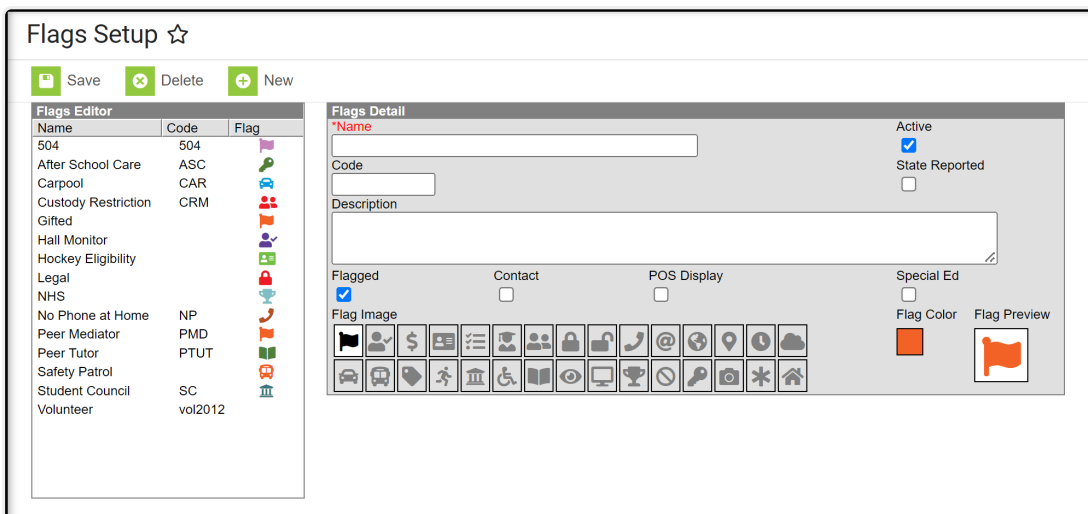 Flags Setup
Save Delete New
Flags Editor
Name Code Flag
504 504
After School Care ASC
Carpool CAR
Custody Restriction CRM
Gifted
Hall Monitor
Hockey Eligibility
Legal
NHS
No Phone at Home NP
Peer Mediator PMD
Peer Tutor PTUT
Safety Patrol
Student Council SC
Volunteer vol2012
Flags Detail
*Name Active
Code State Reported
Description
Flagged Contact POS Display Special Ed
Flag Image Flag Color Flag Preview